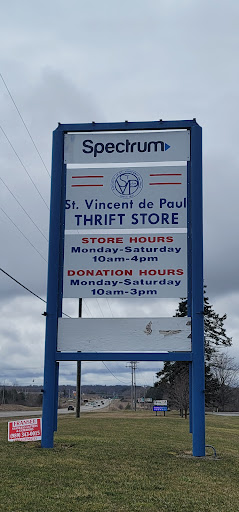 Spectrum
SVP
St. Vincent de Paul
THRIFT STORE
STORE HOURS
Monday-Saturday
10am-4pm
DONATION HOURS
Monday-Saturday
10am-3pm